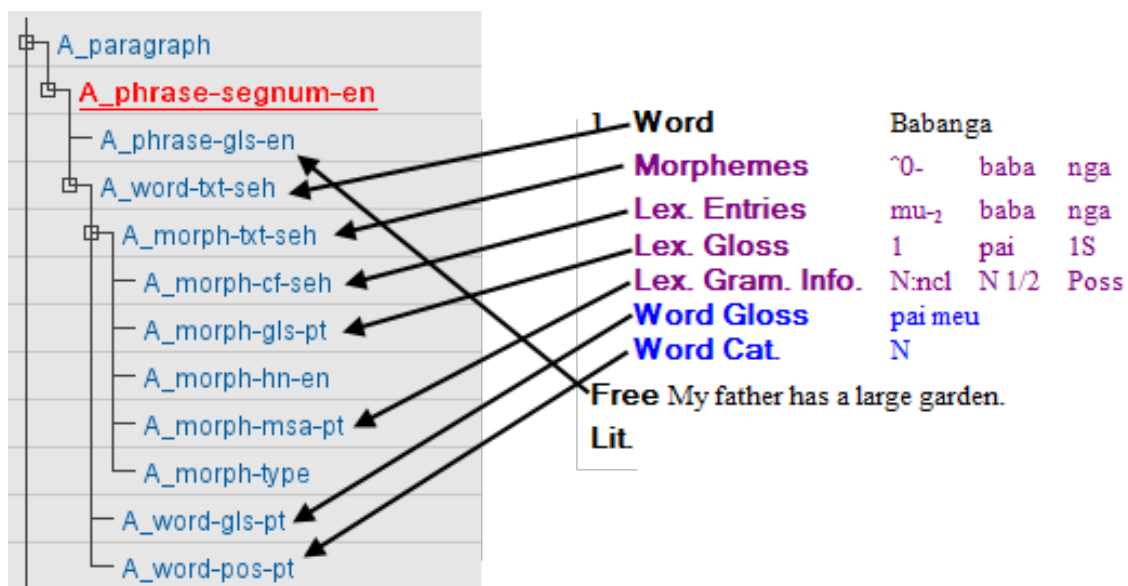 A_paragraph
A_phrase-segnum-en
A_phrase-gls-en
A_word-txt-seh
A_morph-txt-seh
A_morph-cf-seh
A_morph-gls-pt
A_morph-hn-en
A_morph-msa-pt
A_morph-type
A_word-gls-pt
A_word-pos-pt
1 Word Babanga
Morphemes ^0- baba nga
Lex. Entries mu-₂ baba nga
Lex. Gloss 1 pai 1S
Lex. Gram. Info. N:ncl N 1/2 Poss
Word Gloss pai meu
Word Cat. N
Free My father has a large garden.
Lit.